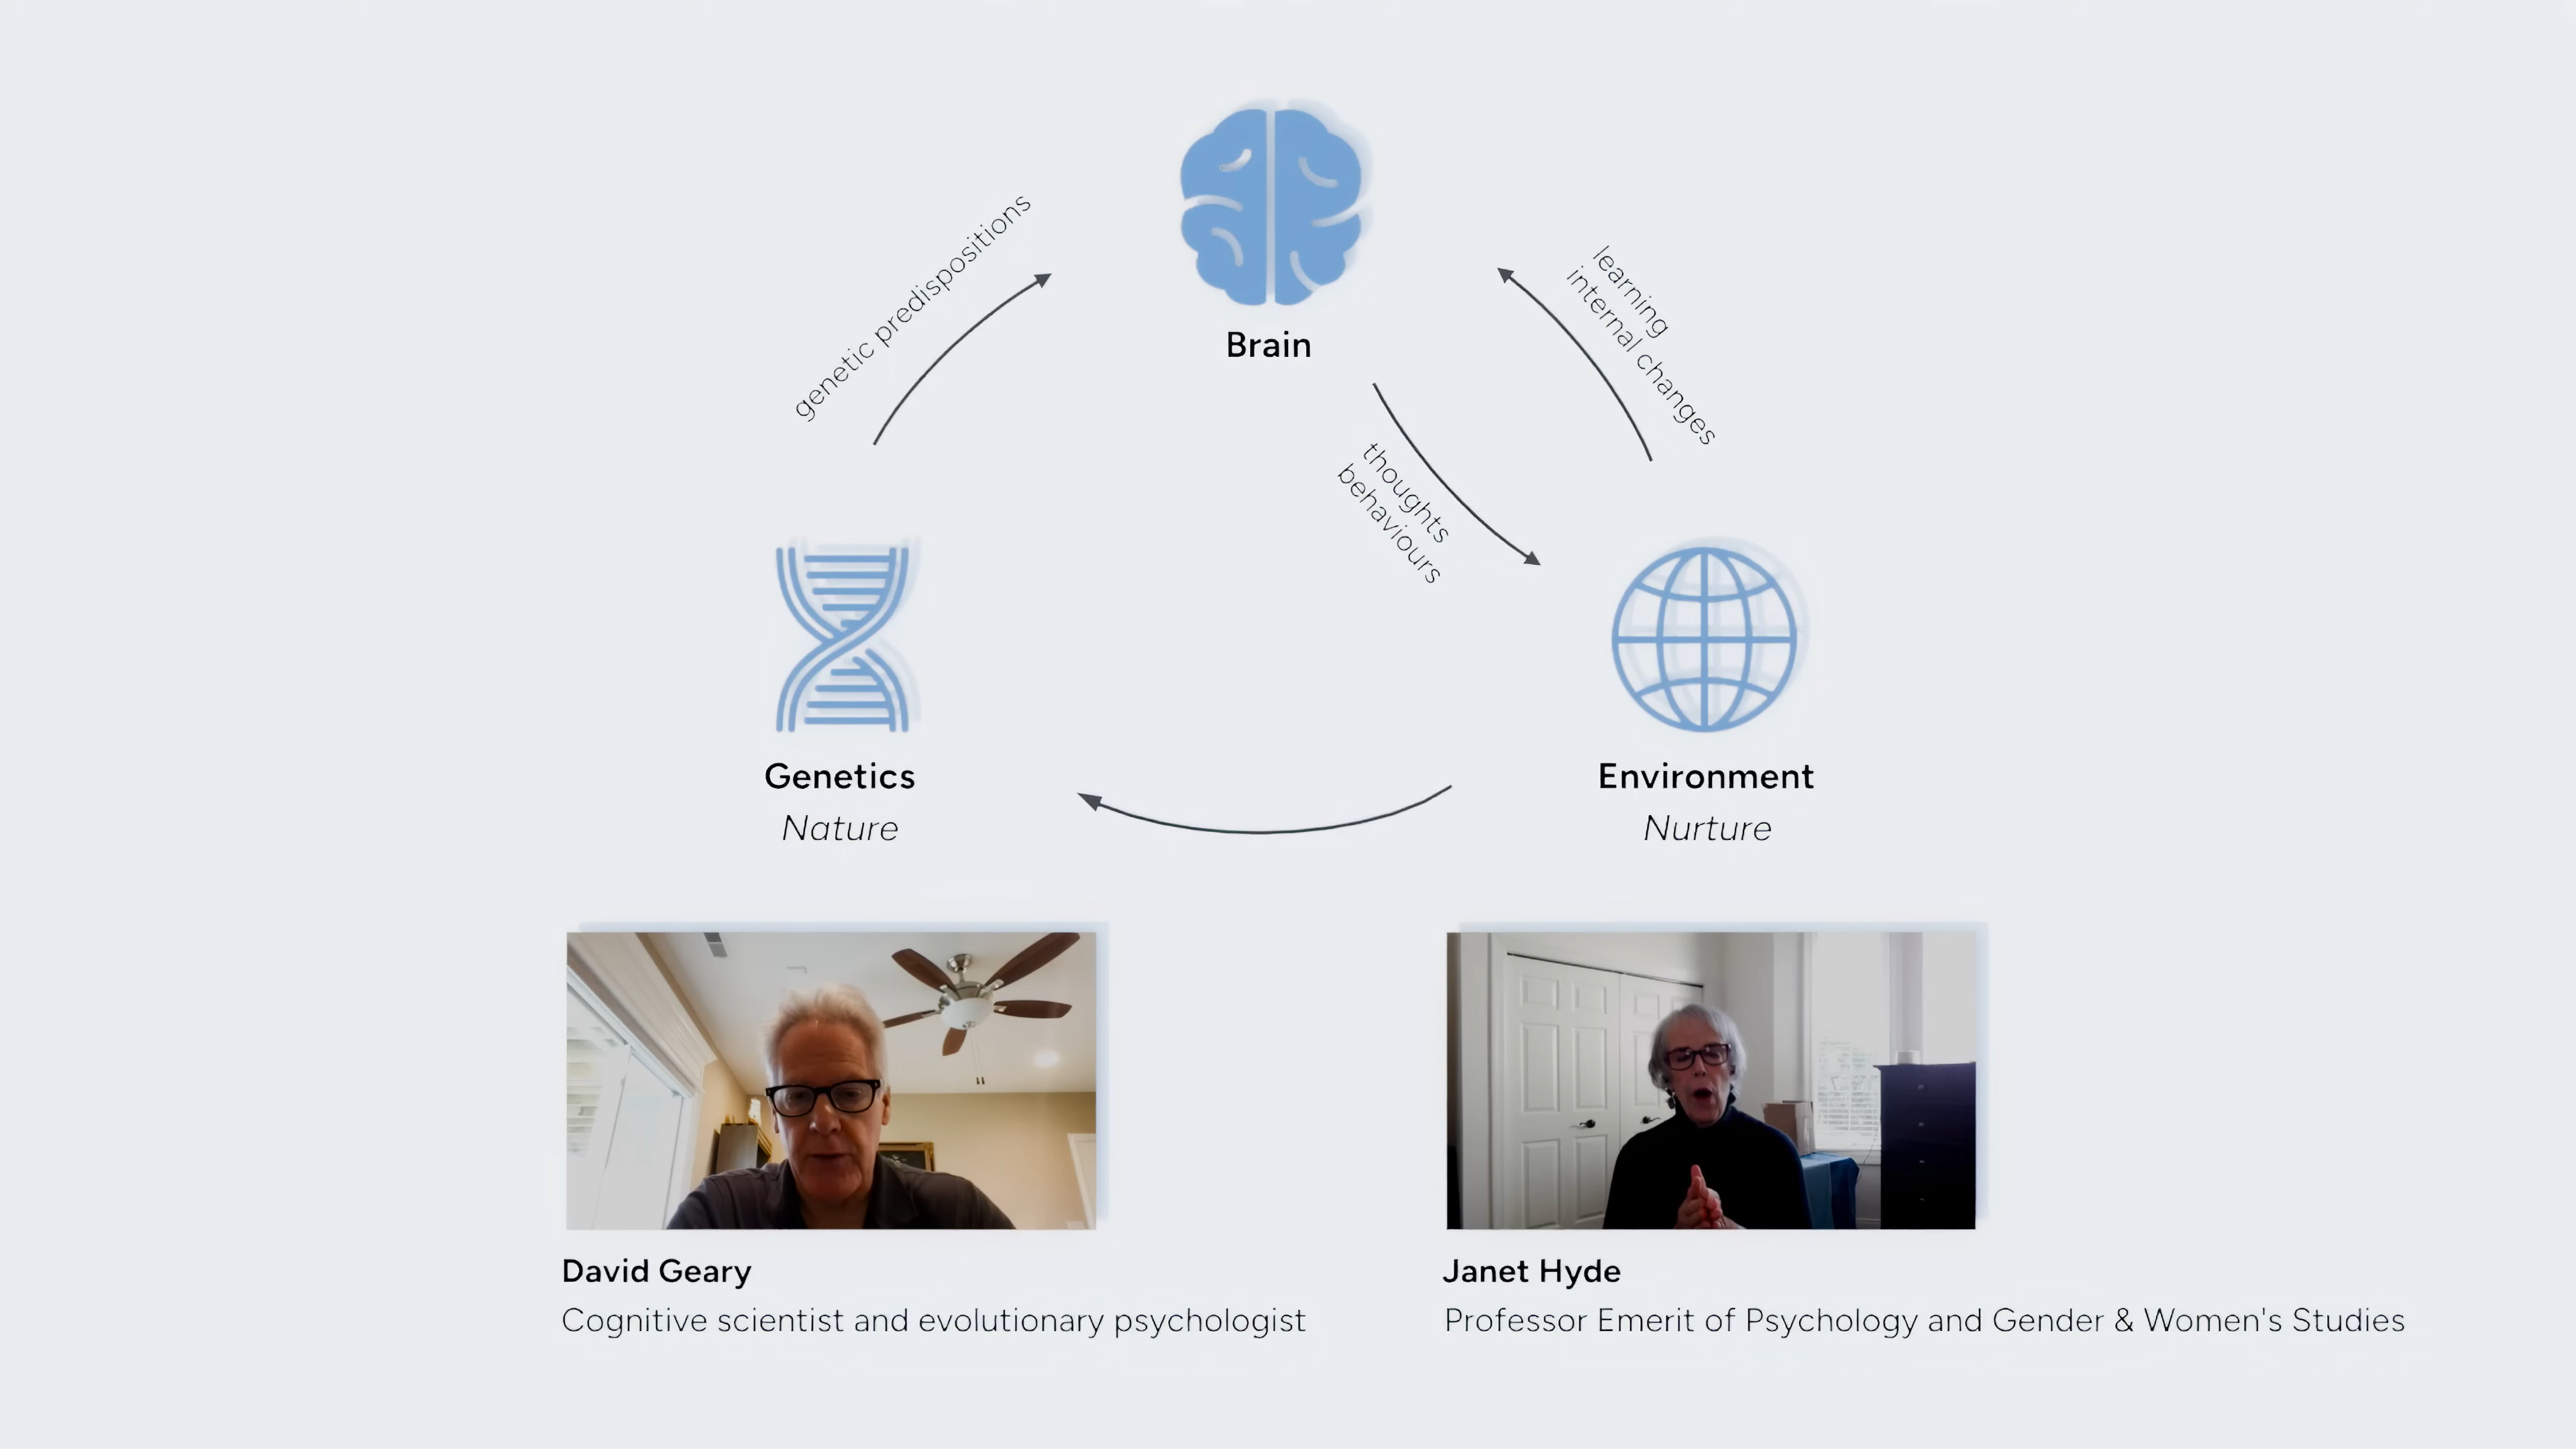 genetic predispositions
Brain
learning
internal changes
thoughts
behaviours
Genetics
Nature
Environment
Nurture
David Geary
Cognitive scientist and evolutionary psychologist
Janet Hyde
Professor Emerit of Psychology and Gender & Women's Studies